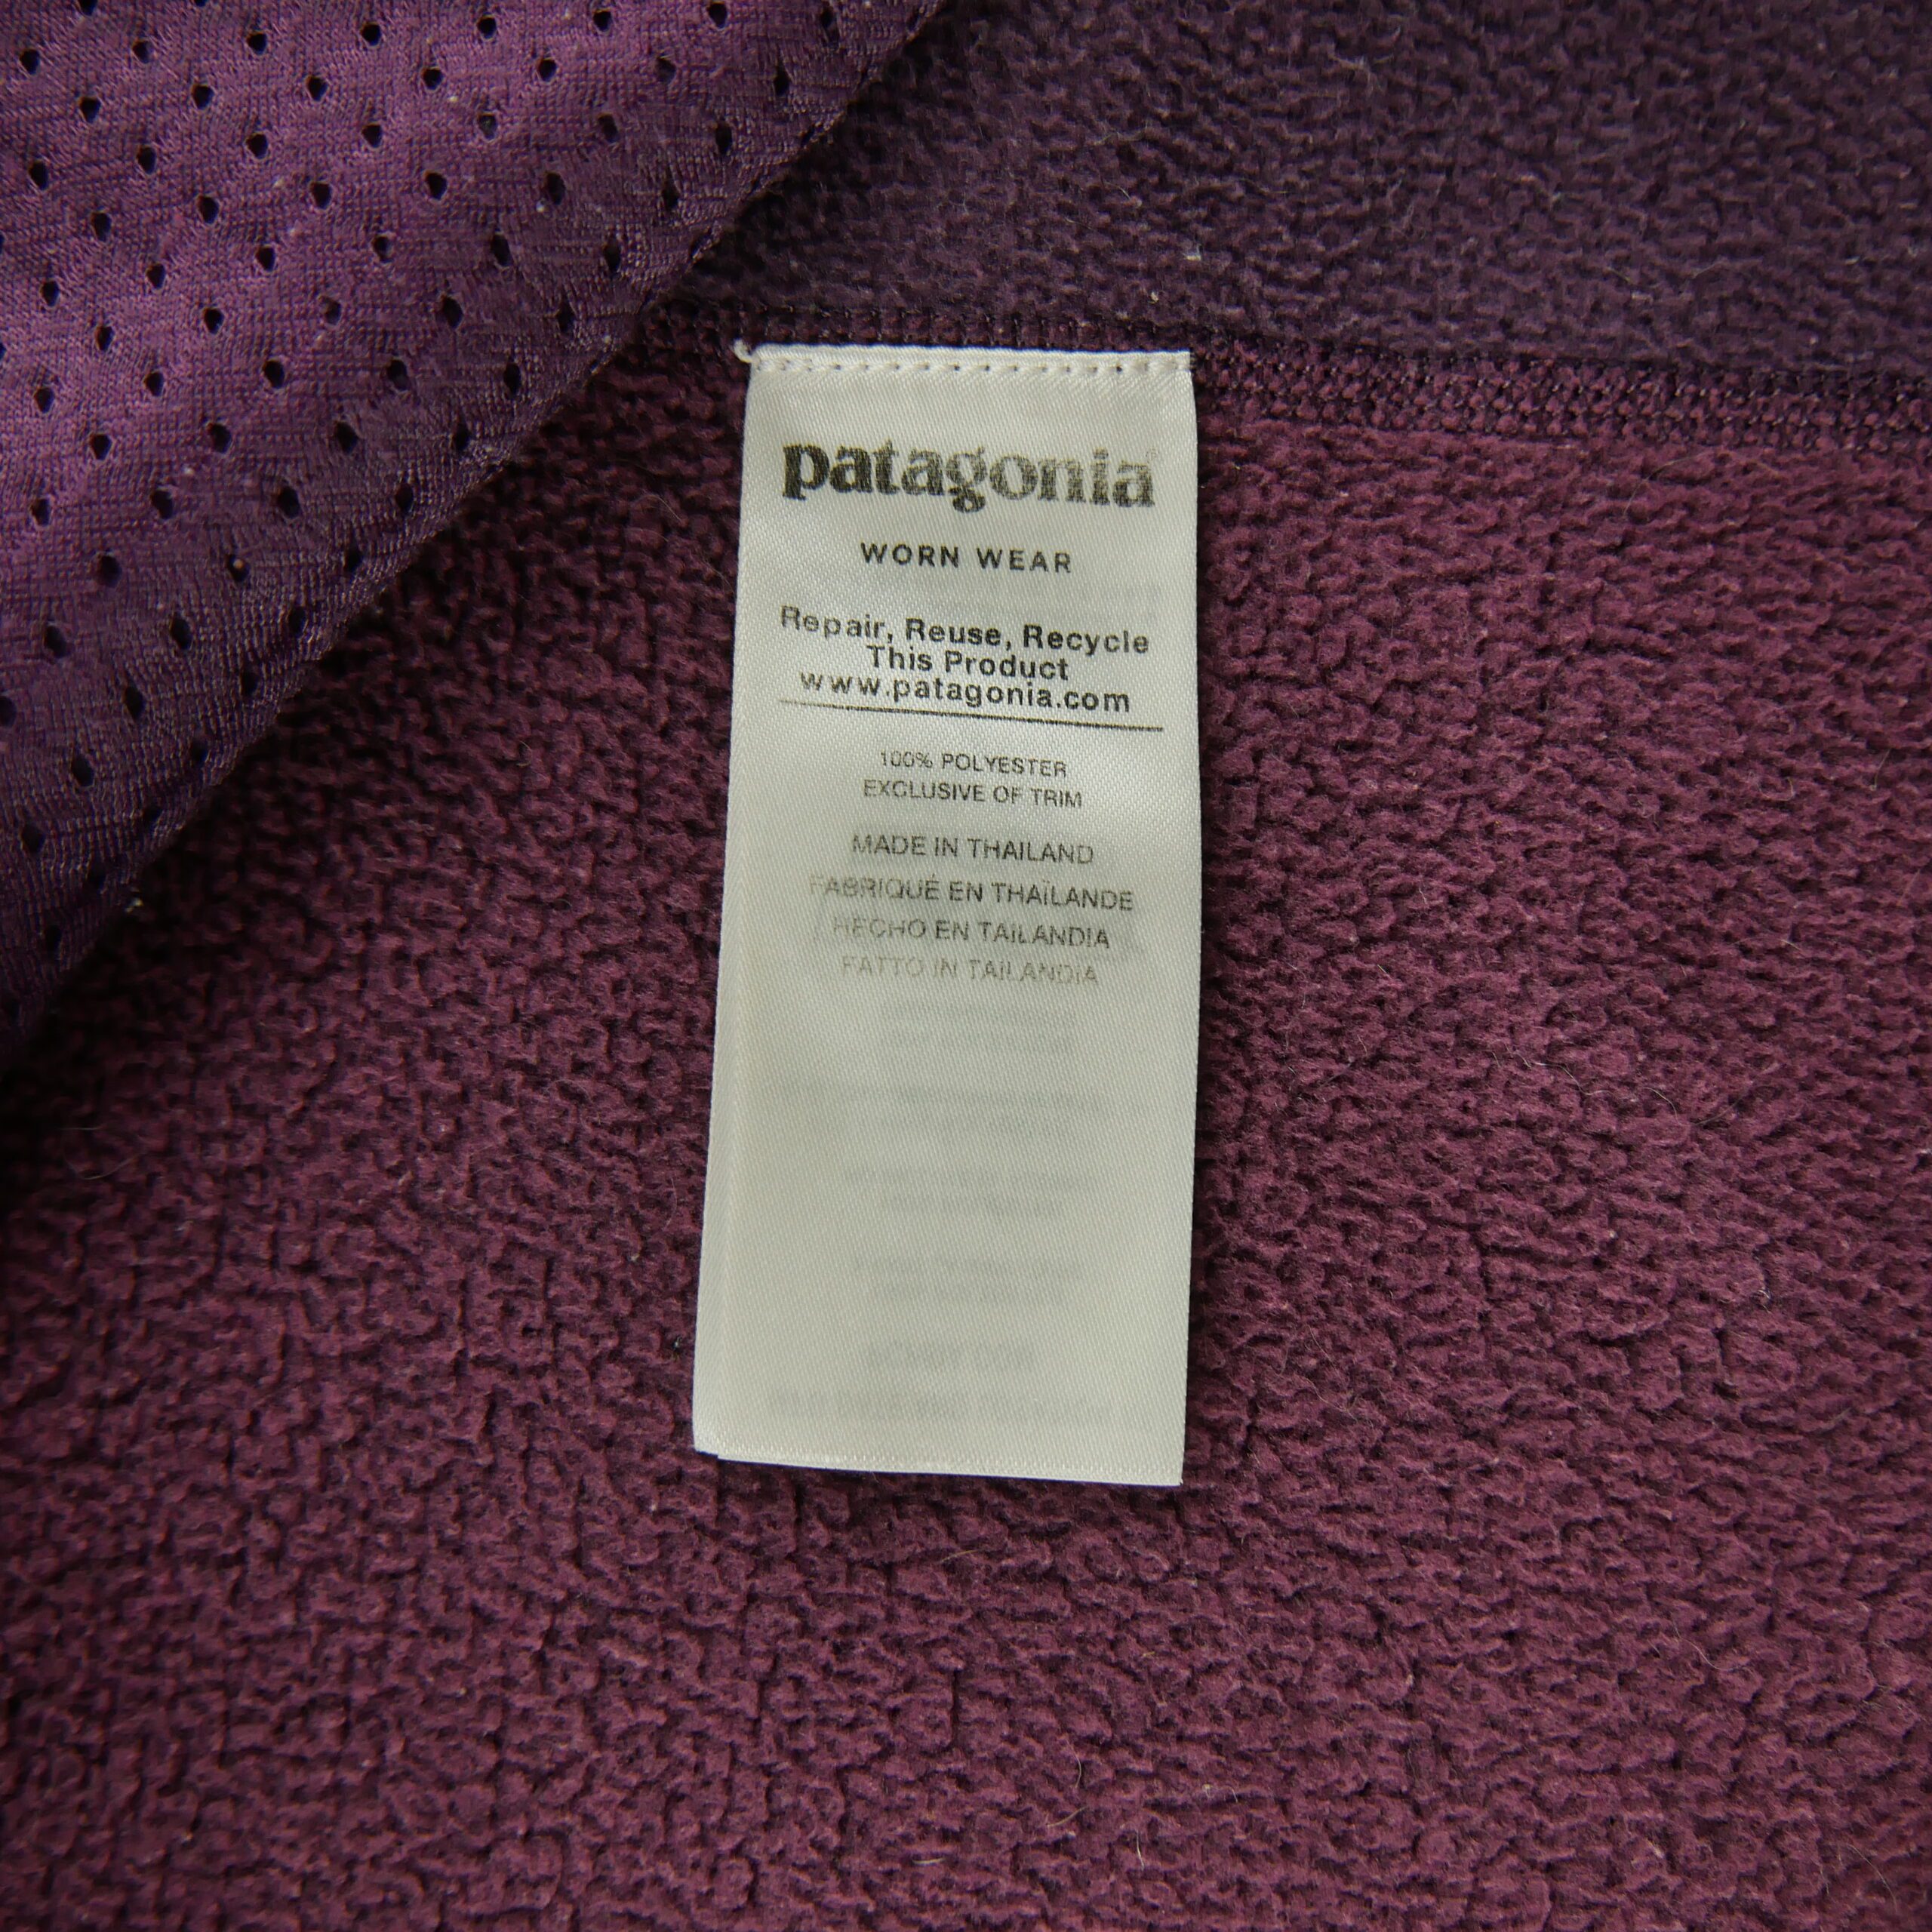 patagonia
WORN WEAR
Repair, Reuse, Recycle
This Product
www.patagonia.com
100% POLYESTER
EXCLUSIVE OF TRIM
MADE IN THAILAND
FABRIQUÉ EN THAÏLANDE
HECHO EN TAILANDIA
FATTO IN TAILANDIA